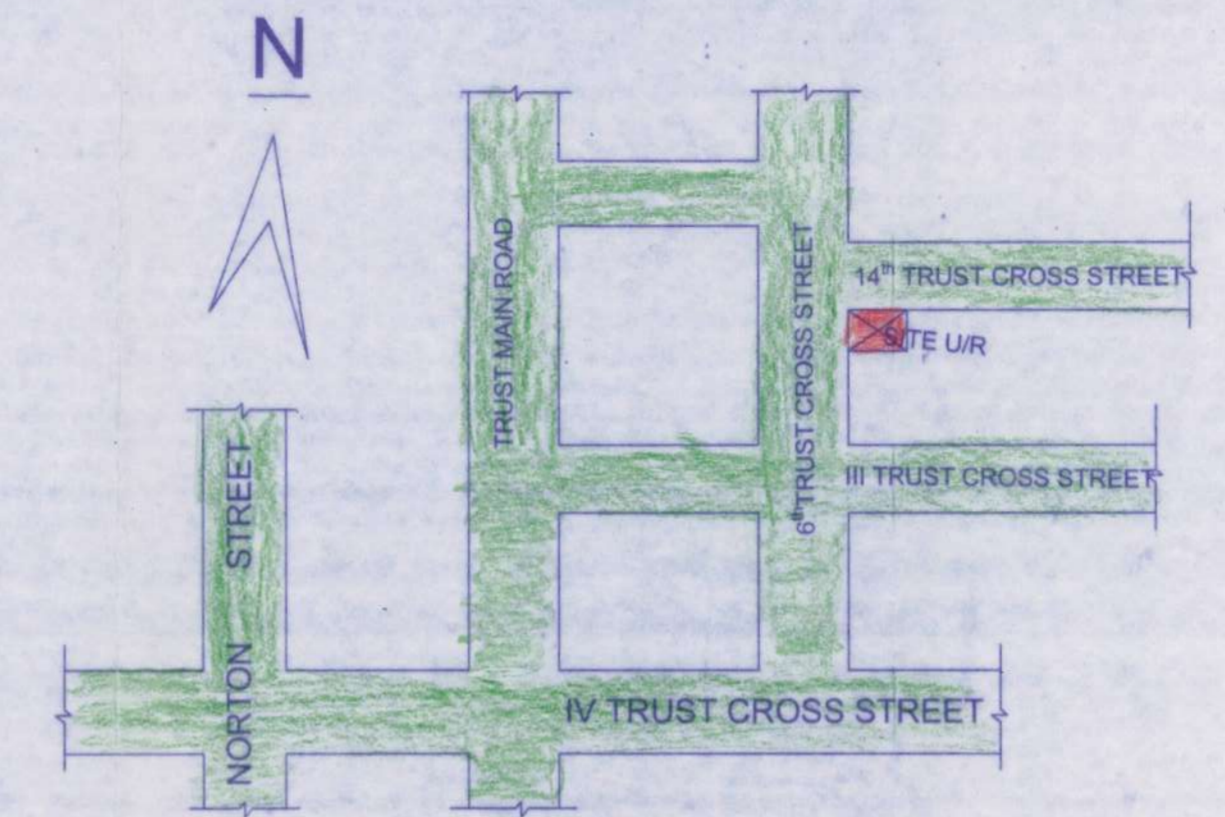 N
TRUST MAIN ROAD
6th TRUST CROSS STREET
14th TRUST CROSS STREET
SITE U/R
III TRUST CROSS STREET
NORTON STREET
IV TRUST CROSS STREET